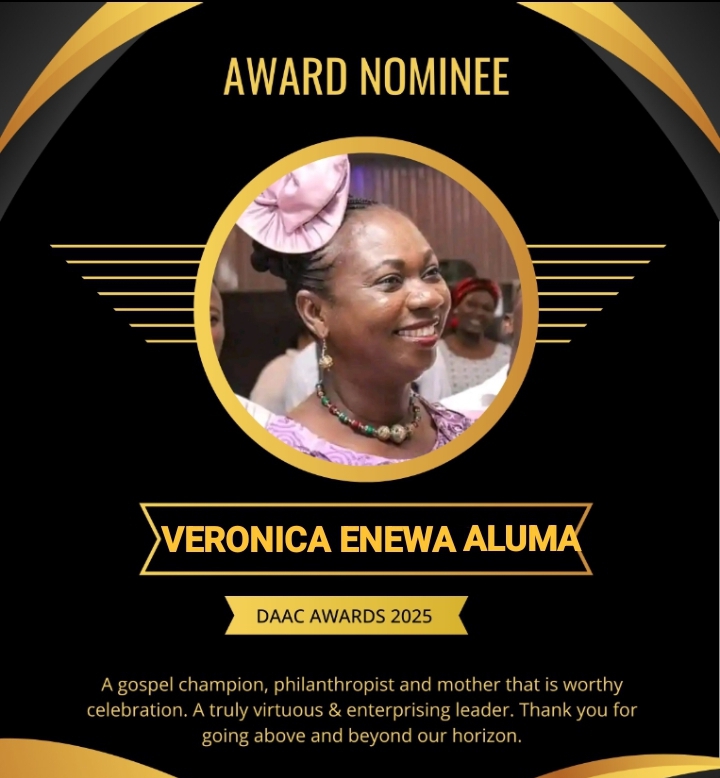 AWARD NOMINEE
VERONICA ENEWA ALUMA
DAAC AWARDS 2025
A gospel champion, philanthropist and mother that is worthy
celebration. A truly virtuous & enterprising leader. Thank you for
going above and beyond our horizon.